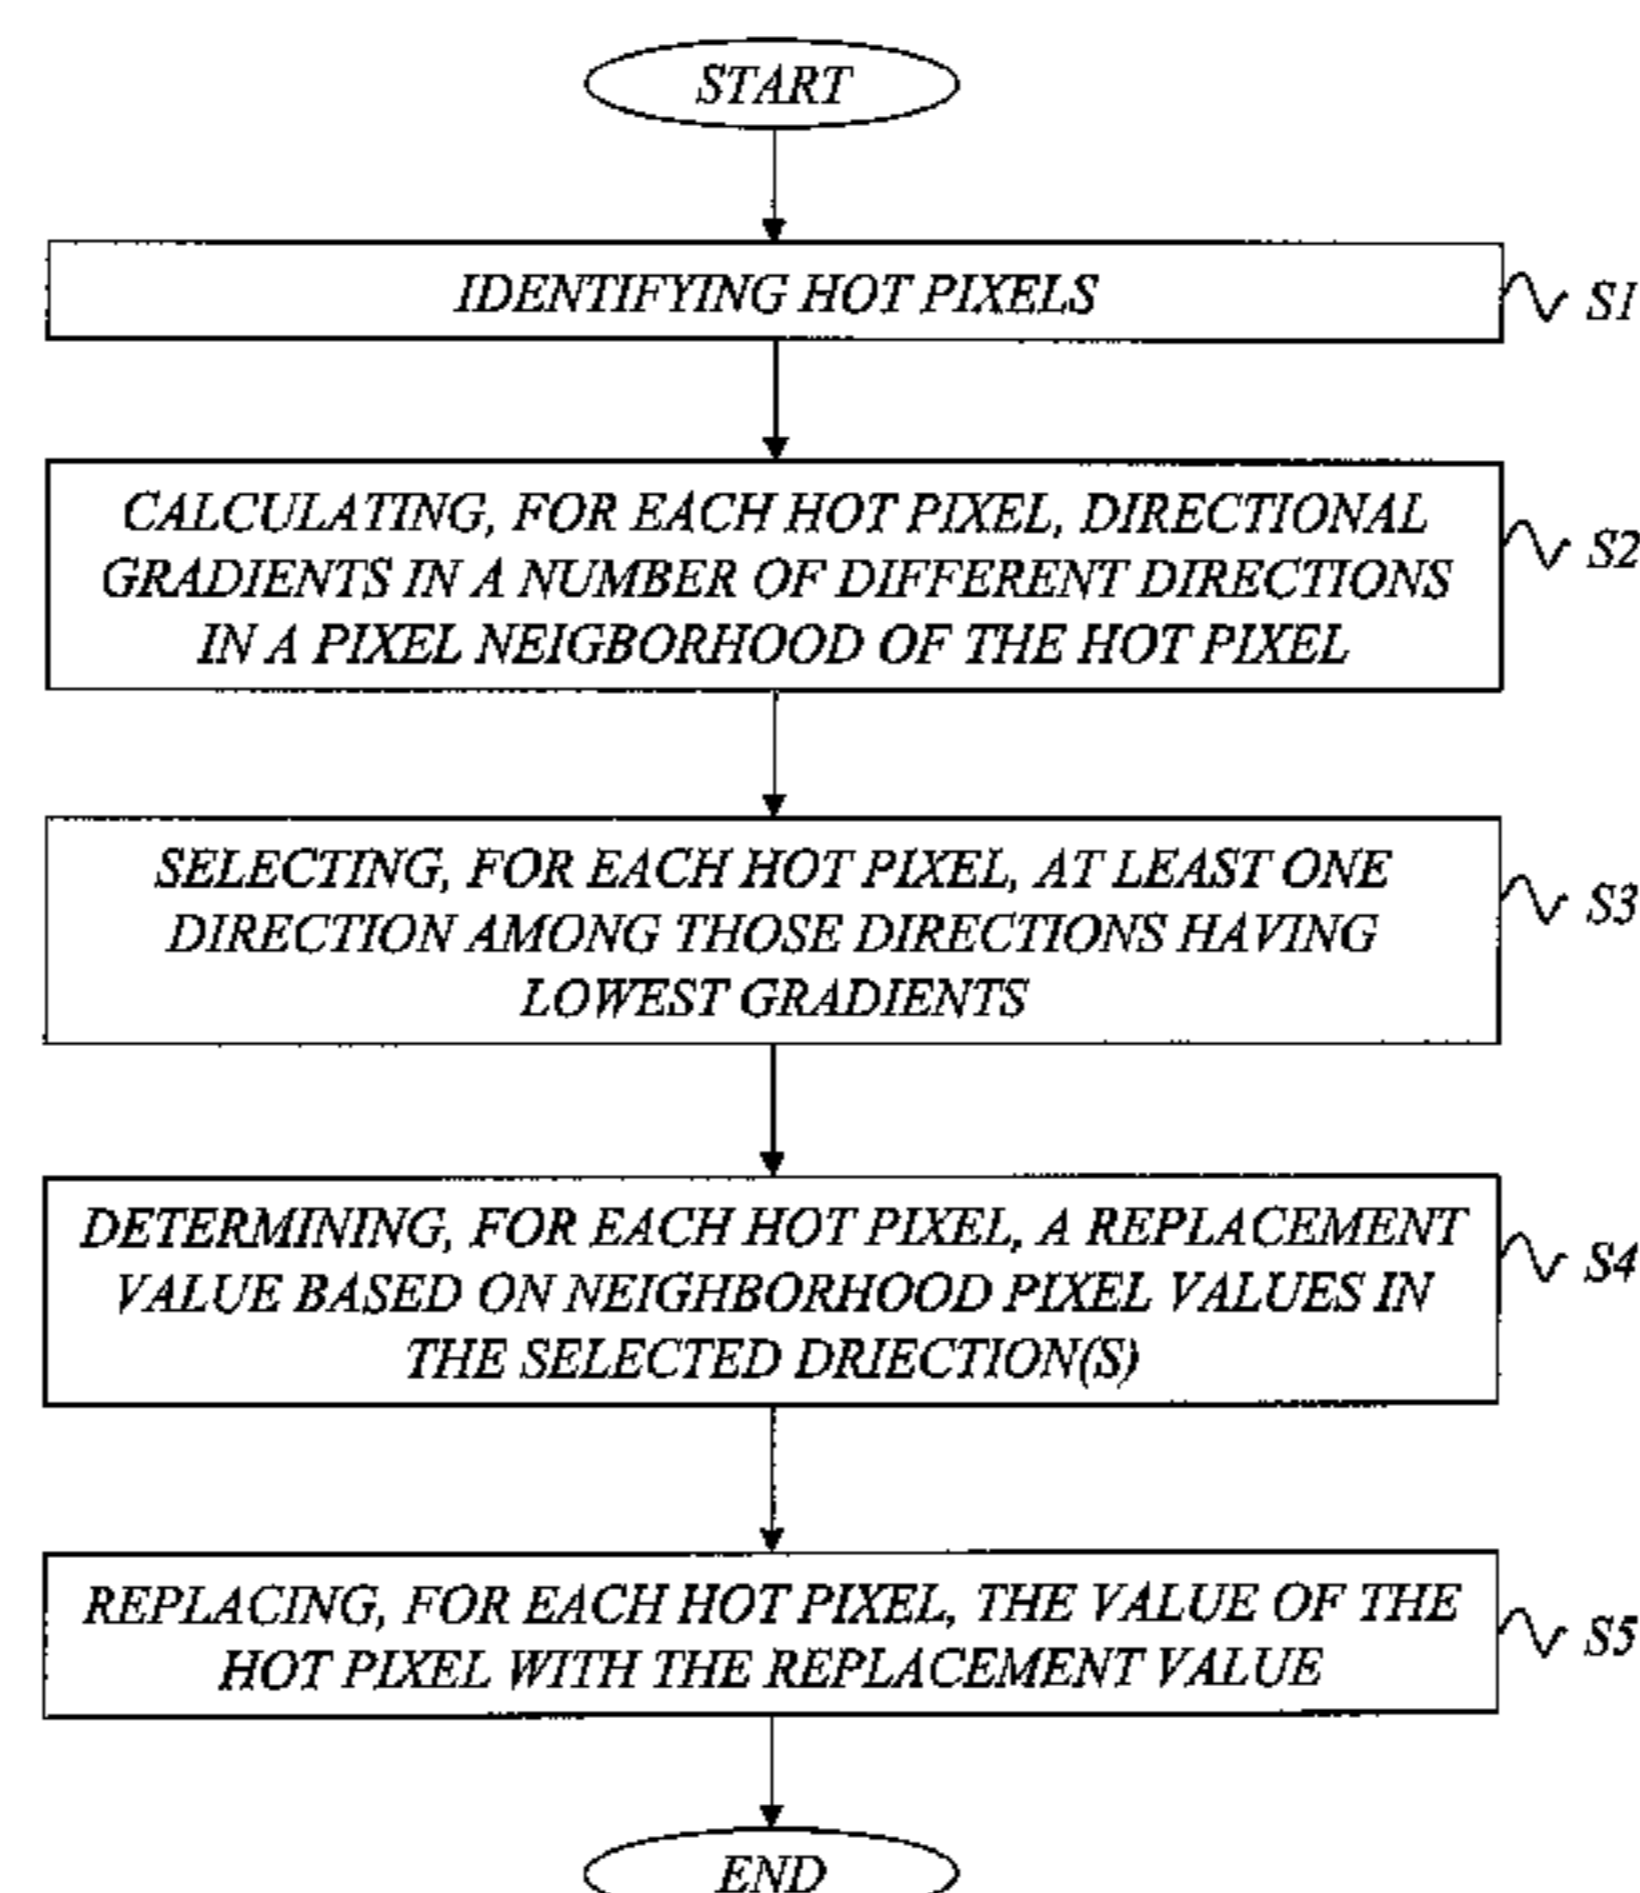 START
IDENTIFYING HOT PIXELS
S1
CALCULATING, FOR EACH HOT PIXEL, DIRECTIONAL
GRADIENTS IN A NUMBER OF DIFFERENT DIRECTIONS
IN A PIXEL NEIGBORHOOD OF THE HOT PIXEL
S2
SELECTING, FOR EACH HOT PIXEL, AT LEAST ONE
DIRECTION AMONG THOSE DIRECTIONS HAVING
LOWEST GRADIENTS
S3
DETERMINING, FOR EACH HOT PIXEL, A REPLACEMENT
VALUE BASED ON NEIGHBORHOOD PIXEL VALUES IN
THE SELECTED DRIECTION(S)
S4
REPLACING, FOR EACH HOT PIXEL, THE VALUE OF THE
HOT PIXEL WITH THE REPLACEMENT VALUE
S5
END